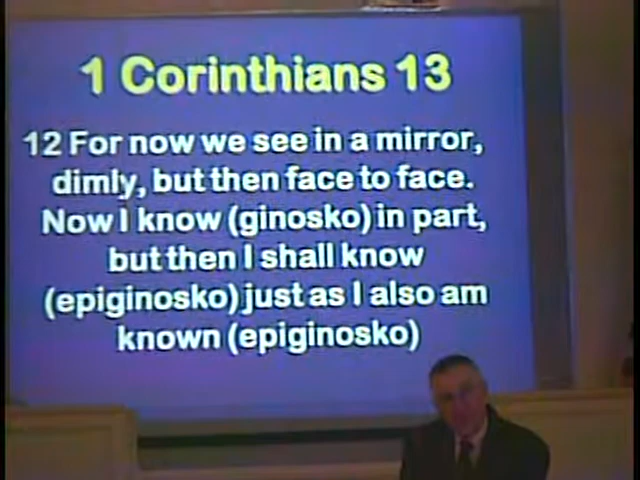 1 Corinthians 13
12 For now we see in a mirror,
dimly, but then face to face.
Now I know (ginosko) in part,
but then I shall know
(epiginosko) just as I also am
known (epiginosko)